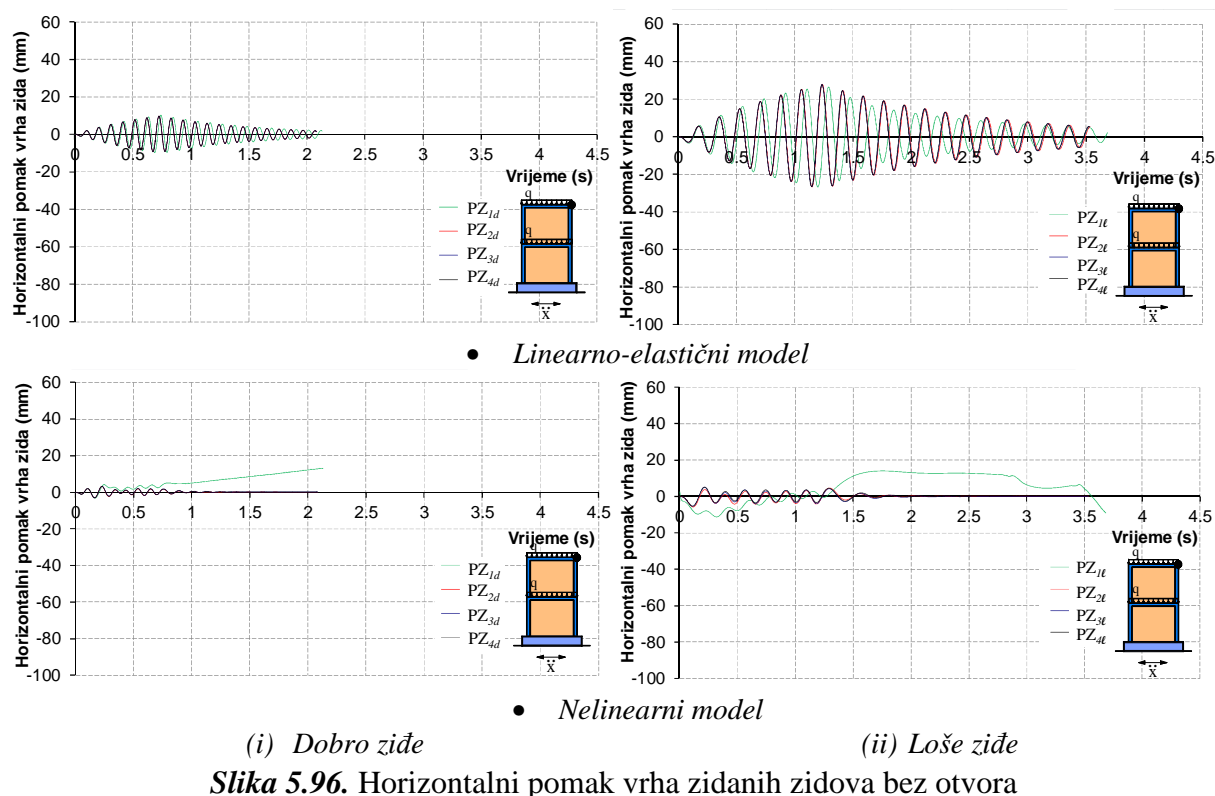 Horizontalni pomak vrha zida (mm)
60
40
20
0
-20
-40
-60
-80
-100
0 0.5 1 1.5 2 2.5 3 3.5 4 4.5
Vrijeme (s)
q
q
PZ1d
PZ2d
PZ3d
PZ4d
ẍ
Horizontalni pomak vrha zida (mm)
60
40
20
0
-20
-40
-60
-80
-100
0 0.5 1 1.5 2 2.5 3 3.5 4 4.5
Vrijeme (s)
q
q
PZ1ℓ
PZ2ℓ
PZ3ℓ
PZ4ℓ
ẍ
• Linearno-elastični model
Horizontalni pomak vrha zida (mm)
60
40
20
0
-20
-40
-60
-80
-100
0 0.5 1 1.5 2 2.5 3 3.5 4 4.5
Vrijeme (s)
q
q
PZ1d
PZ2d
PZ3d
PZ4d
ẍ
Horizontalni pomak vrha zida (mm)
60
40
20
0
-20
-40
-60
-80
-100
0 0.5 1 1.5 2 2.5 3 3.5 4 4.5
Vrijeme (s)
q
q
PZ1ℓ
PZ2ℓ
PZ3ℓ
PZ4ℓ
ẍ
• Nelinearni model
(i) Dobro ziđe (ii) Loše ziđe
Slika 5.96. Horizontalni pomak vrha zidanih zidova bez otvora